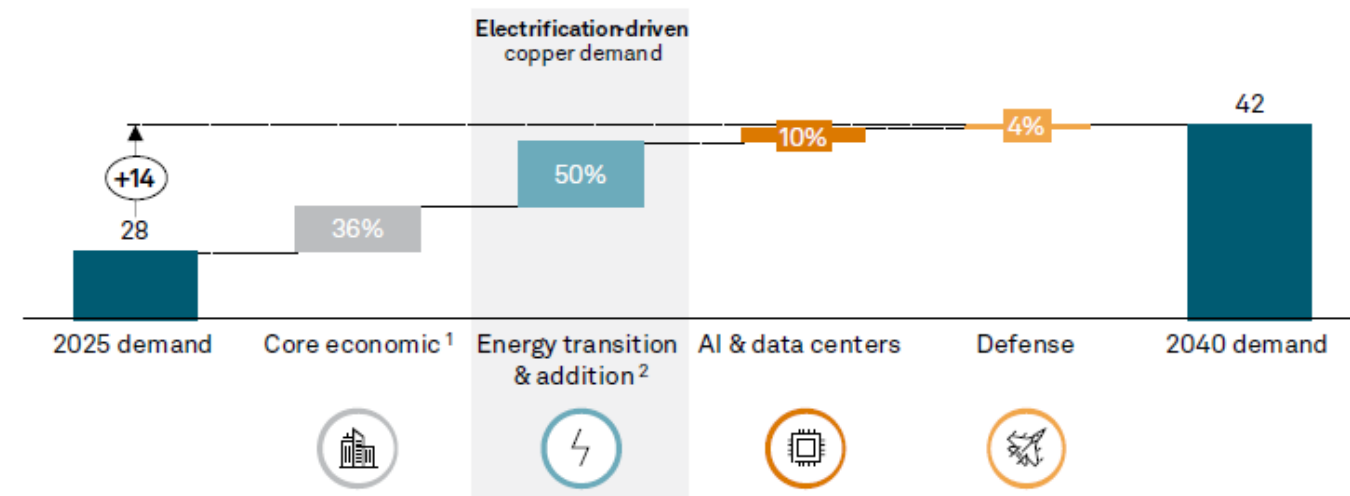 Electrification-driven
copper demand
42
10%
4%
+14
50%
28
36%
2025 demand
Core economic 1
Energy transition
& addition 2
AI & data centers
Defense
2040 demand